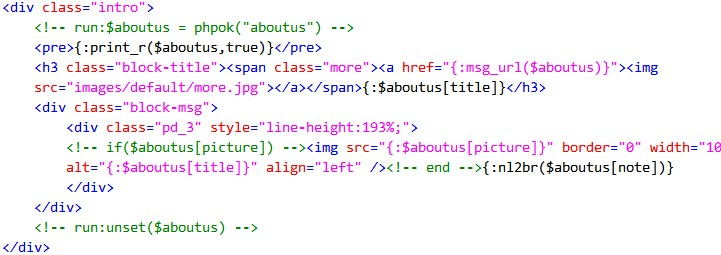 <div class="intro">
<!-- run:$aboutus = phpok("aboutus") -->
<pre>{:print_r($aboutus,true)}</pre>
<h3 class="block-title"><span class="more"><a href="{:msg_url($aboutus)}"><img
src="images/default/more.jpg"></a></span>{:$aboutus[title]}</h3>
<div class="block-msg">
<div class="pd_3" style="line-height:193%;">
<!-- if($aboutus[picture]) --><img src="{:$aboutus[picture]}" border="0" width="10
alt="{:$aboutus[title]}" align="left" /><!-- end -->{:nl2br($aboutus[note])}
</div>
</div>
<!-- run:unset($aboutus) -->
</div>